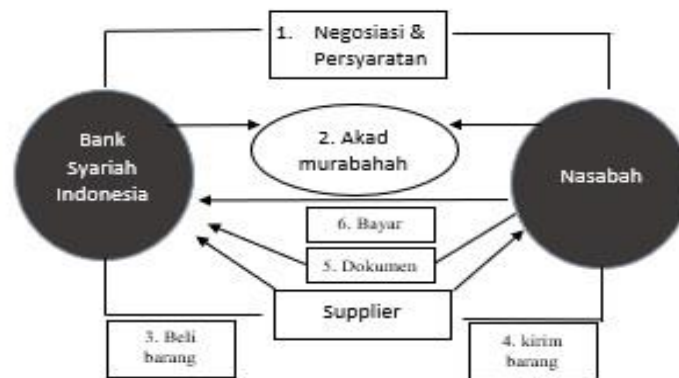 1. Negosiasi &
Persyaratan
Bank
Syariah
Indonesia
2. Akad
murabahah
Nasabah
6. Bayar
5. Dokumen
Supplier
3. Beli
barang
4. kirim
barang